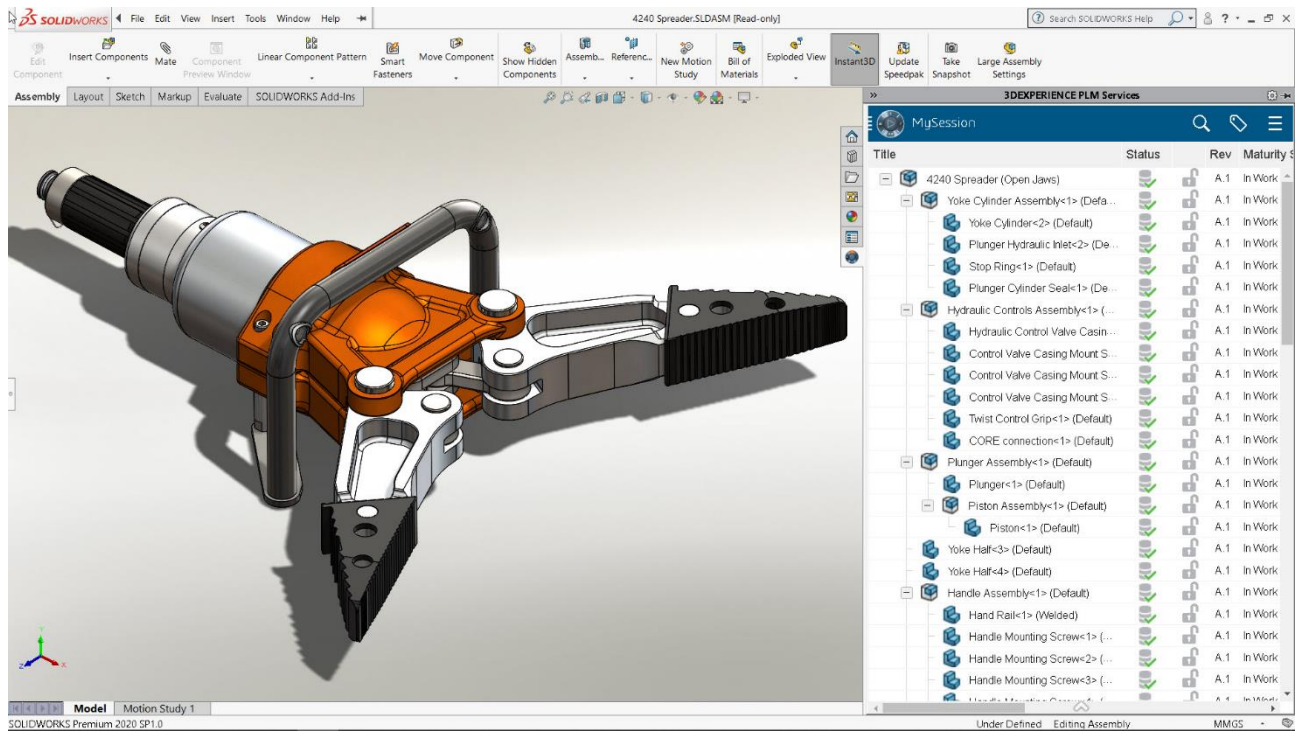 SOLIDWORKS File Edit View Insert Tools Window Help 4240 Spreader.SLDASM [Read-only] Search SOLIDWORKS Help ?
Edit Component
Insert Components
Mate
Component Preview Window
Linear Component Pattern
Smart Fasteners
Move Component
Show Hidden Components
Assemb...
Referenc...
New Motion Study
Bill of Materials
Exploded View
Instant3D
Update Speedpak
Take Snapshot
Large Assembly Settings
Assembly Layout Sketch Markup Evaluate SOLIDWORKS Add-Ins
3DEXPERIENCE PLM Services
MySession
Title Status Rev Maturity S
4240 Spreader (Open Jaws) A.1 In Work
Yoke Cylinder Assembly<1> (Defa... A.1 In Work
Yoke Cylinder<2> (Default) A.1 In Work
Plunger Hydraulic Inlet<2> (De... A.1 In Work
Stop Ring<1> (Default) A.1 In Work
Plunger Cylinder Seal<1> (De... A.1 In Work
Hydraulic Controls Assembly<1> (... A.1 In Work
Hydraulic Control Valve Casin... A.1 In Work
Control Valve Casing Mount S... A.1 In Work
Control Valve Casing Mount S... A.1 In Work
Control Valve Casing Mount S... A.1 In Work
Twist Control Grip<1> (Default) A.1 In Work
CORE connection<1> (Default) A.1 In Work
Plunger Assembly<1> (Default) A.1 In Work
Plunger<1> (Default) A.1 In Work
Piston Assembly<1> (Default) A.1 In Work
Piston<1> (Default) A.1 In Work
Yoke Half<3> (Default) A.1 In Work
Yoke Half<4> (Default) A.1 In Work
Handle Assembly<1> (Default) A.1 In Work
Hand Rail<1> (Welded) A.1 In Work
Handle Mounting Screw<1> (... A.1 In Work
Handle Mounting Screw<2> (... A.1 In Work
Handle Mounting Screw<3> (... A.1 In Work
Y
Z X
Model Motion Study 1
SOLIDWORKS Premium 2020 SP1.0 Under Defined Editing Assembly MMGS